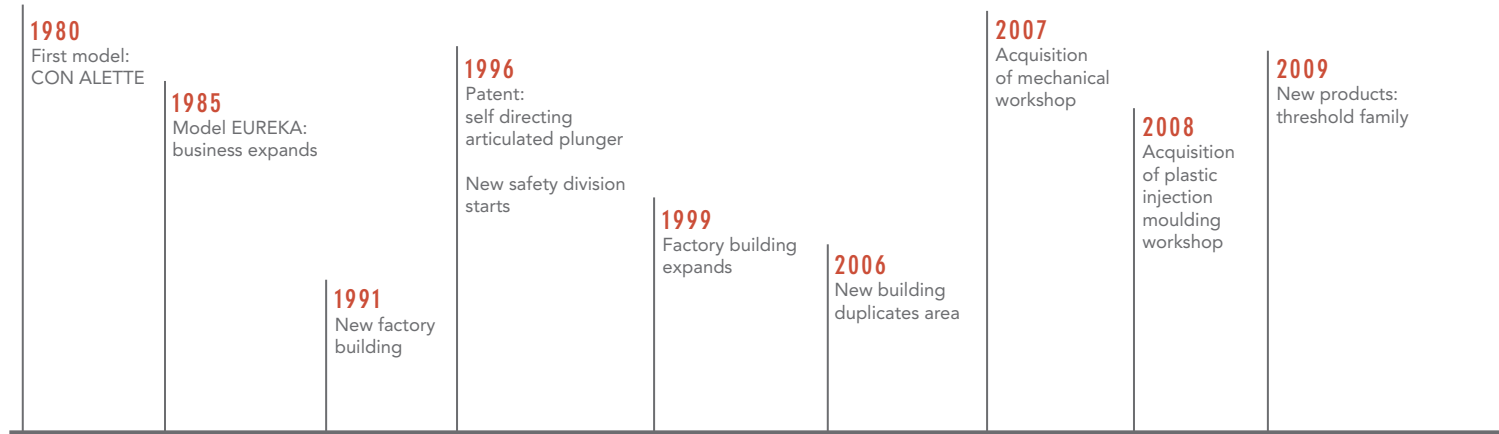 1980
First model:
CON ALETTE
1985
Model EUREKA:
business expands
1991
New factory
building
1996
Patent:
self directing
articulated plunger
New safety division
starts
1999
Factory building
expands
2006
New building
duplicates area
2007
Acquisition
of mechanical
workshop
2008
Acquisition
of plastic
injection
moulding
workshop
2009
New products:
threshold family